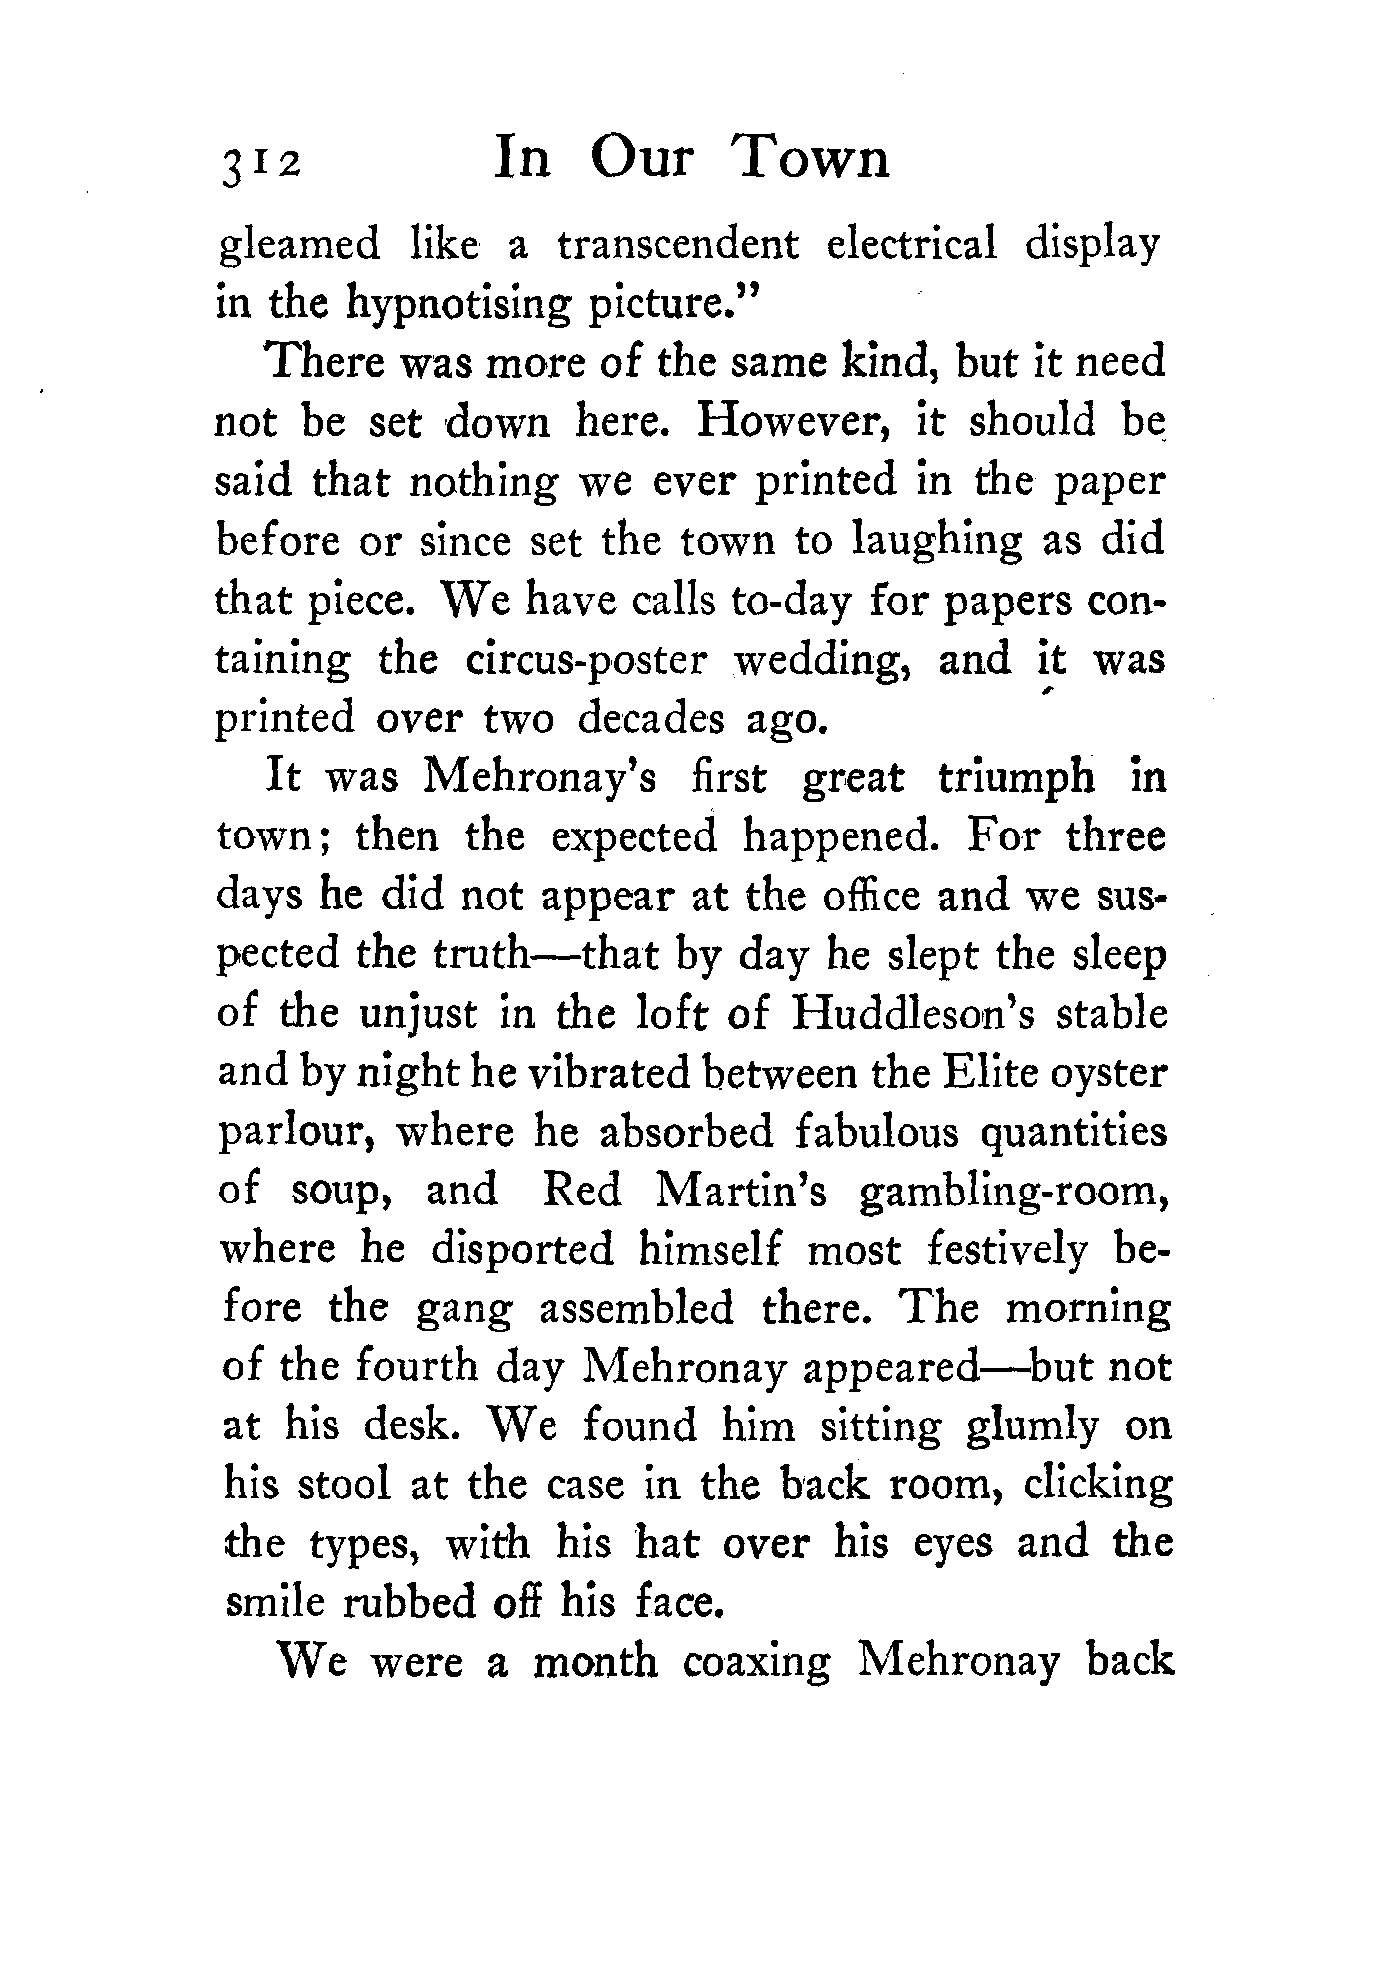 312 In Our Town
gleamed like a transcendent electrical display
in the hypnotising picture.”
There was more of the same kind, but it need
not be set down here. However, it should be
said that nothing we ever printed in the paper
before or since set the town to laughing as did
that piece. We have calls to-day for papers con-
taining the circus-poster wedding, and it was
printed over two decades ago.
It was Mehronay’s first great triumph in
town; then the expected happened. For three
days he did not appear at the office and we sus-
pected the truth—that by day he slept the sleep
of the unjust in the loft of Huddleson’s stable
and by night he vibrated between the Elite oyster
parlour, where he absorbed fabulous quantities
of soup, and Red Martin’s gambling-room,
where he disported himself most festively be-
fore the gang assembled there. The morning
of the fourth day Mehronay appeared—but not
at his desk. We found him sitting glumly on
his stool at the case in the back room, clicking
the types, with his hat over his eyes and the
smile rubbed off his face.
We were a month coaxing Mehronay back